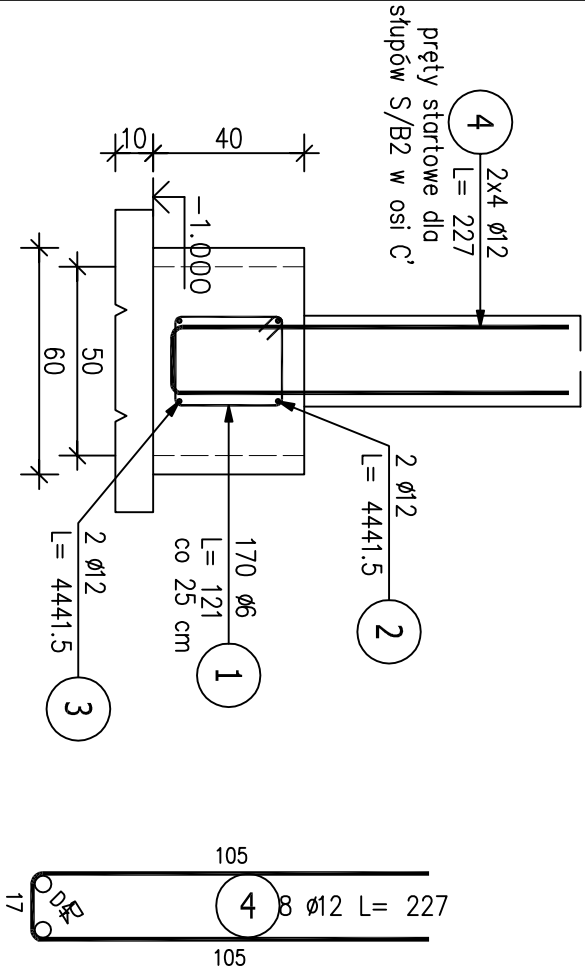 pręty startowe dla
słupów S/B2 w osi C'
4
2x4 ø12
L= 227
10
40
-1.000
50
60
2 ø12
L= 4441.5
2
170 ø6
L= 121
co 25 cm
1
2 ø12
L= 4441.5
3
105
4
8 ø12 L= 227
17
105